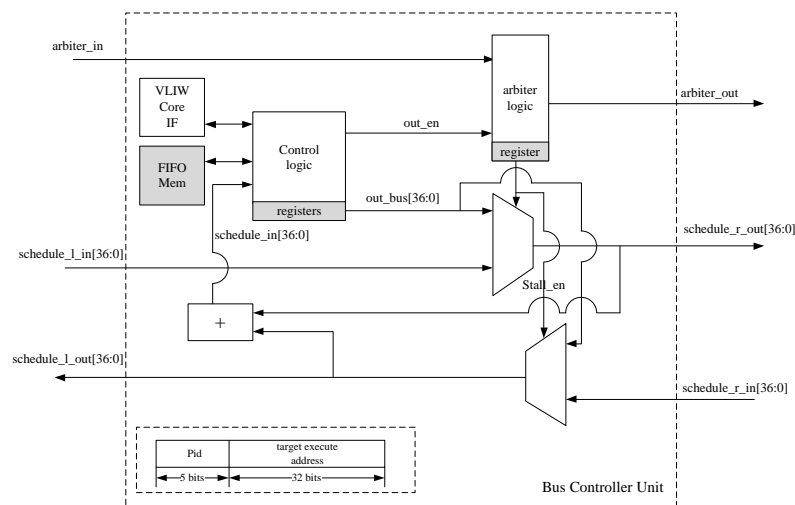 arbiter_in
VLIW
Core
IF
arbiter
logic
arbiter_out
out_en
Control
logic
FIFO
Mem
register
out_bus[36:0]
registers
schedule_in[36:0]
schedule_r_out[36:0]
schedule_l_in[36:0]
Stall_en
+
schedule_l_out[36:0]
schedule_r_in[36:0]
Pid
target execute
address
5 bits
32 bits
Bus Controller Unit